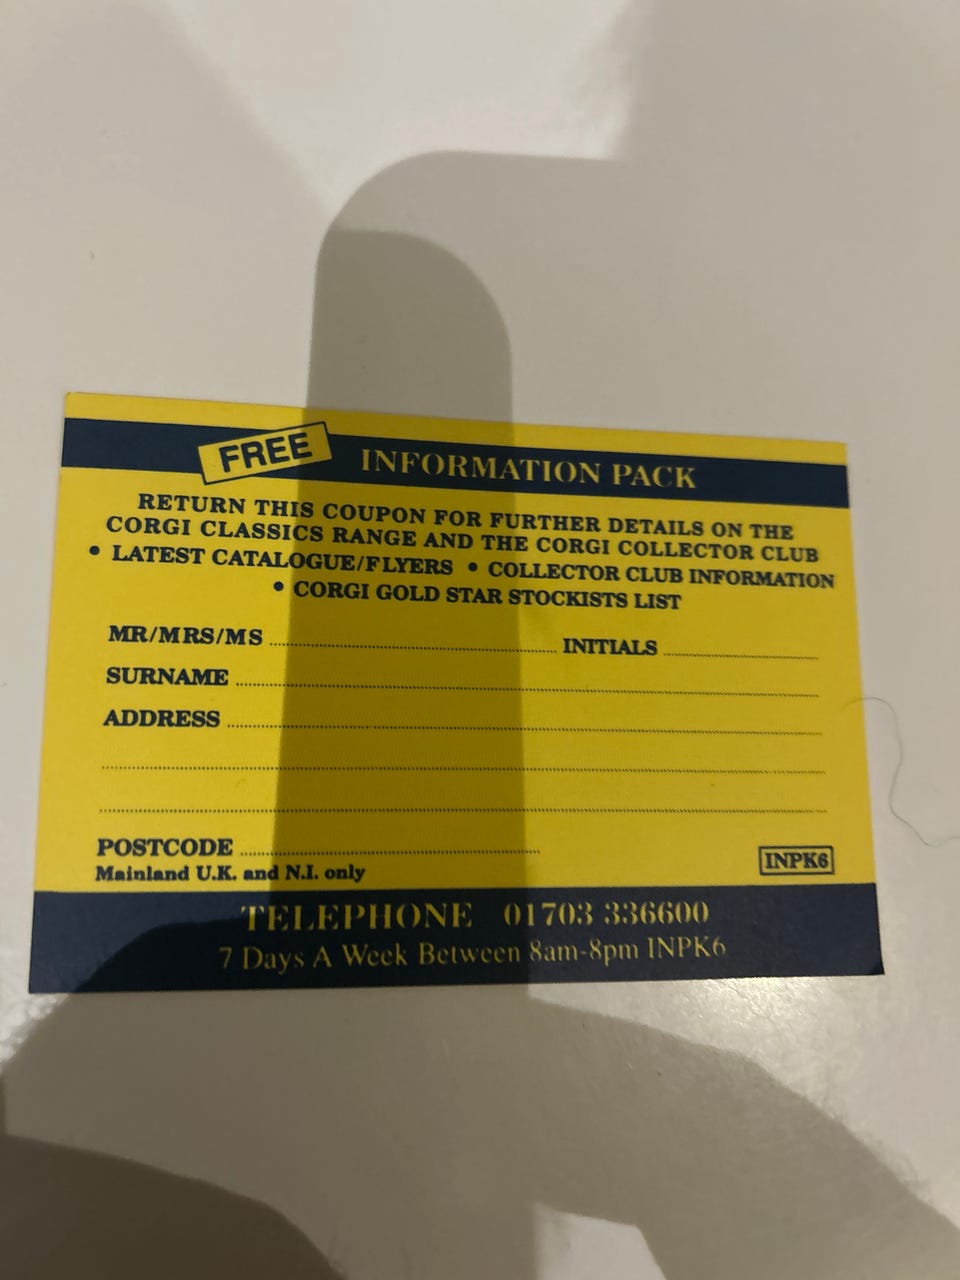 FREE INFORMATION PACK
RETURN THIS COUPON FOR FURTHER DETAILS ON THE
CORGI CLASSICS RANGE AND THE CORGI COLLECTOR CLUB
• LATEST CATALOGUE/FLYERS • COLLECTOR CLUB INFORMATION
• CORGI GOLD STAR STOCKISTS LIST
MR/MRS/MS ........................ INITIALS ........................
SURNAME ........................
ADDRESS ........................
POSTCODE ........................
Mainland U.K. and N.I. only
INPK6
TELEPHONE 01703 336600
7 Days A Week Between 8am-8pm INPK6